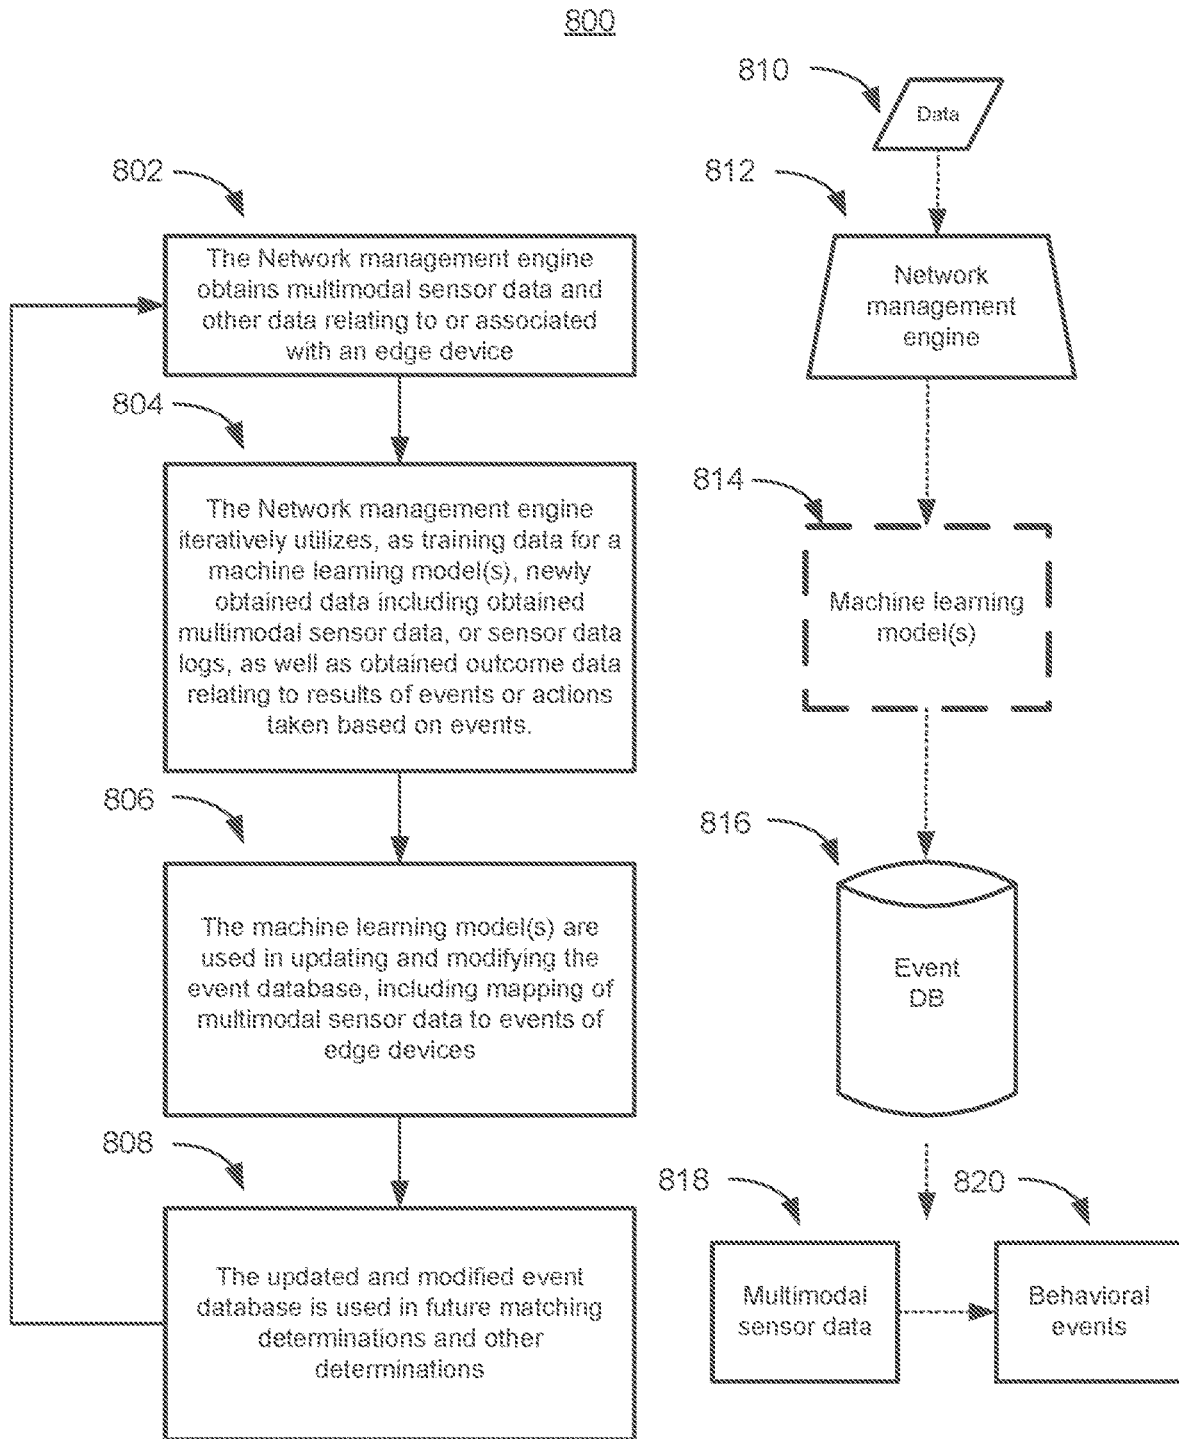 800
810
Data
802
812
The Network management engine
obtains multimodal sensor data and
other data relating to or associated
with an edge device
Network
management
engine
804
The Network management engine
iteratively utilizes, as training data for a
machine learning model(s), newly
obtained data including obtained
multimodal sensor data, or sensor data
logs, as well as obtained outcome data
relating to results of events or actions
taken based on events.
814
Machine learning
model(s)
806
The machine learning model(s) are
used in updating and modifying the
event database, including mapping of
multimodal sensor data to events of
edge devices
816
Event
DB
808
The updated and modified event
database is used in future matching
determinations and other
determinations
818
820
Multimodal
sensor data
Behavioral
events